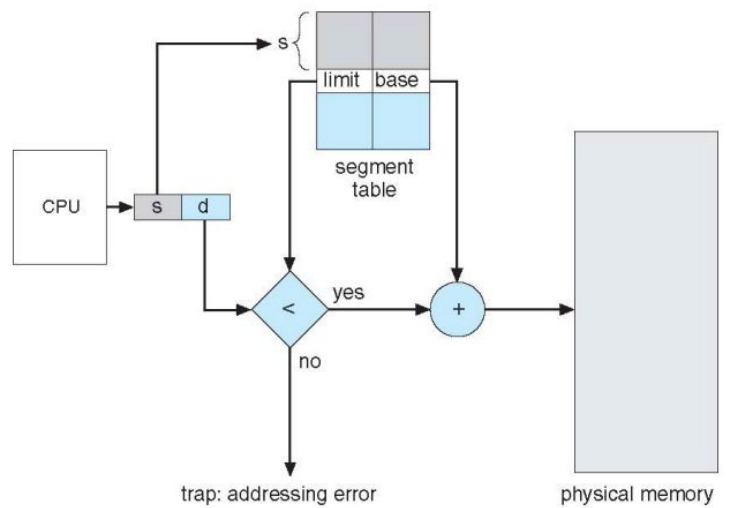 s
limit base
segment
table
CPU
s d
<
yes
+
no
trap: addressing error
physical memory